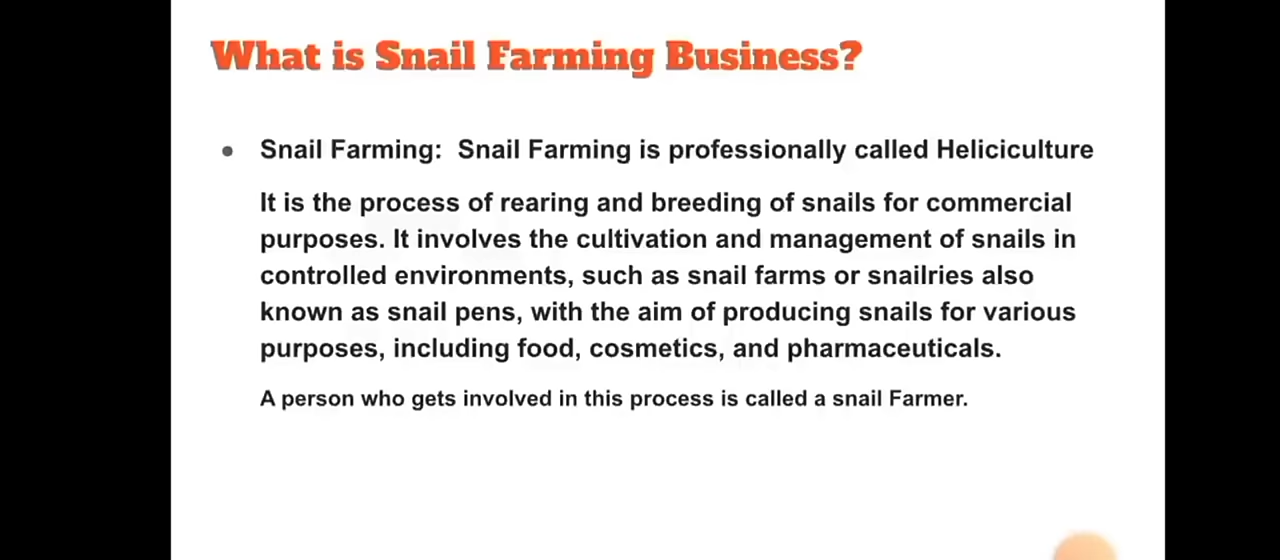 What is Snail Farming Business?
● Snail Farming: Snail Farming is professionally called Heliciculture
It is the process of rearing and breeding of snails for commercial
purposes. It involves the cultivation and management of snails in
controlled environments, such as snail farms or snailries also
known as snail pens, with the aim of producing snails for various
purposes, including food, cosmetics, and pharmaceuticals.
A person who gets involved in this process is called a snail Farmer.